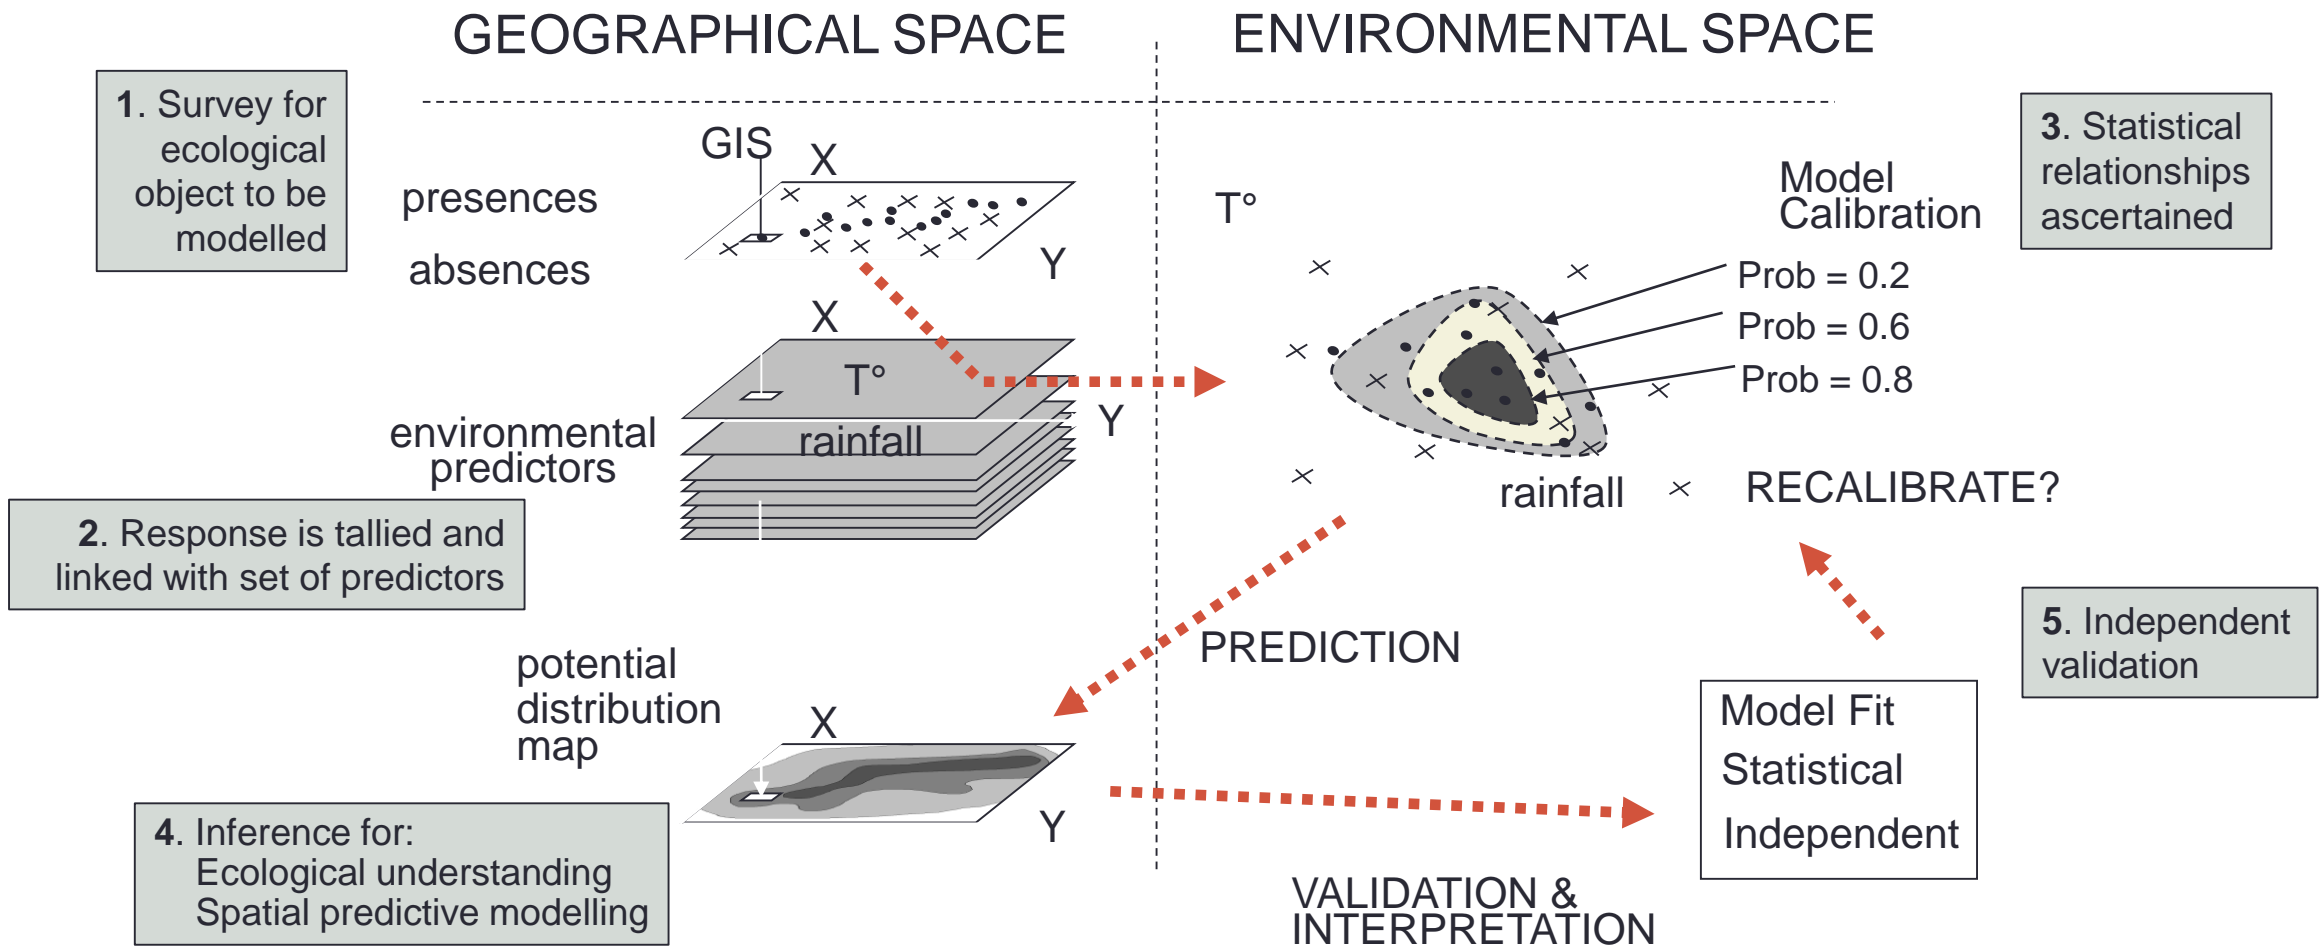 GEOGRAPHICAL SPACE
ENVIRONMENTAL SPACE
1. Survey for
ecological
object to be
modelled
GIS
X
presences
absences
Y
X
T°
rainfall
Y
environmental
predictors
2. Response is tallied and
linked with set of predictors
potential
distribution
map
X
Y
4. Inference for:
Ecological understanding
Spatial predictive modelling
T°
Model
Calibration
Prob = 0.2
Prob = 0.6
Prob = 0.8
rainfall
3. Statistical
relationships
ascertained
RECALIBRATE?
PREDICTION
5. Independent
validation
Model Fit
Statistical
Independent
VALIDATION &
INTERPRETATION